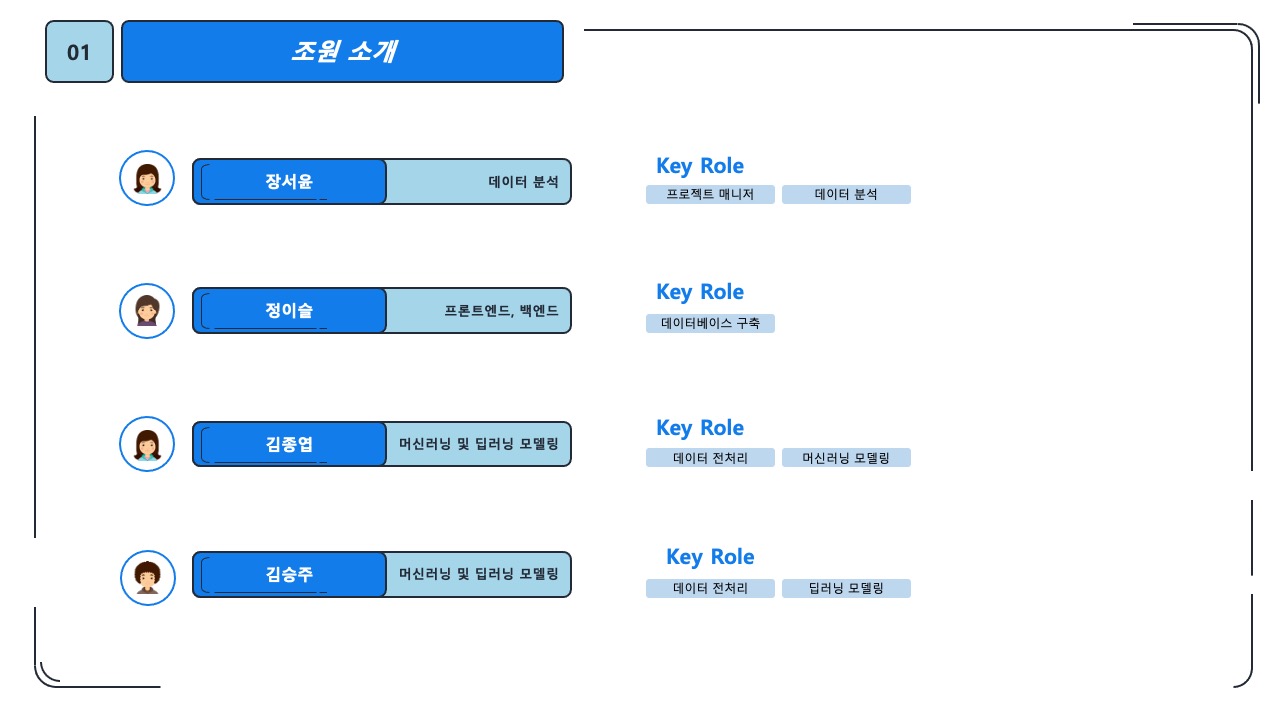 01
조원 소개
장서윤
데이터 분석
Key Role
프로젝트 매니저
데이터 분석
정이슬
프론트엔드, 백엔드
Key Role
데이터베이스 구축
김종엽
머신러닝 및 딥러닝 모델링
Key Role
데이터 전처리
머신러닝 모델링
김승주
머신러닝 및 딥러닝 모델링
Key Role
데이터 전처리
딥러닝 모델링